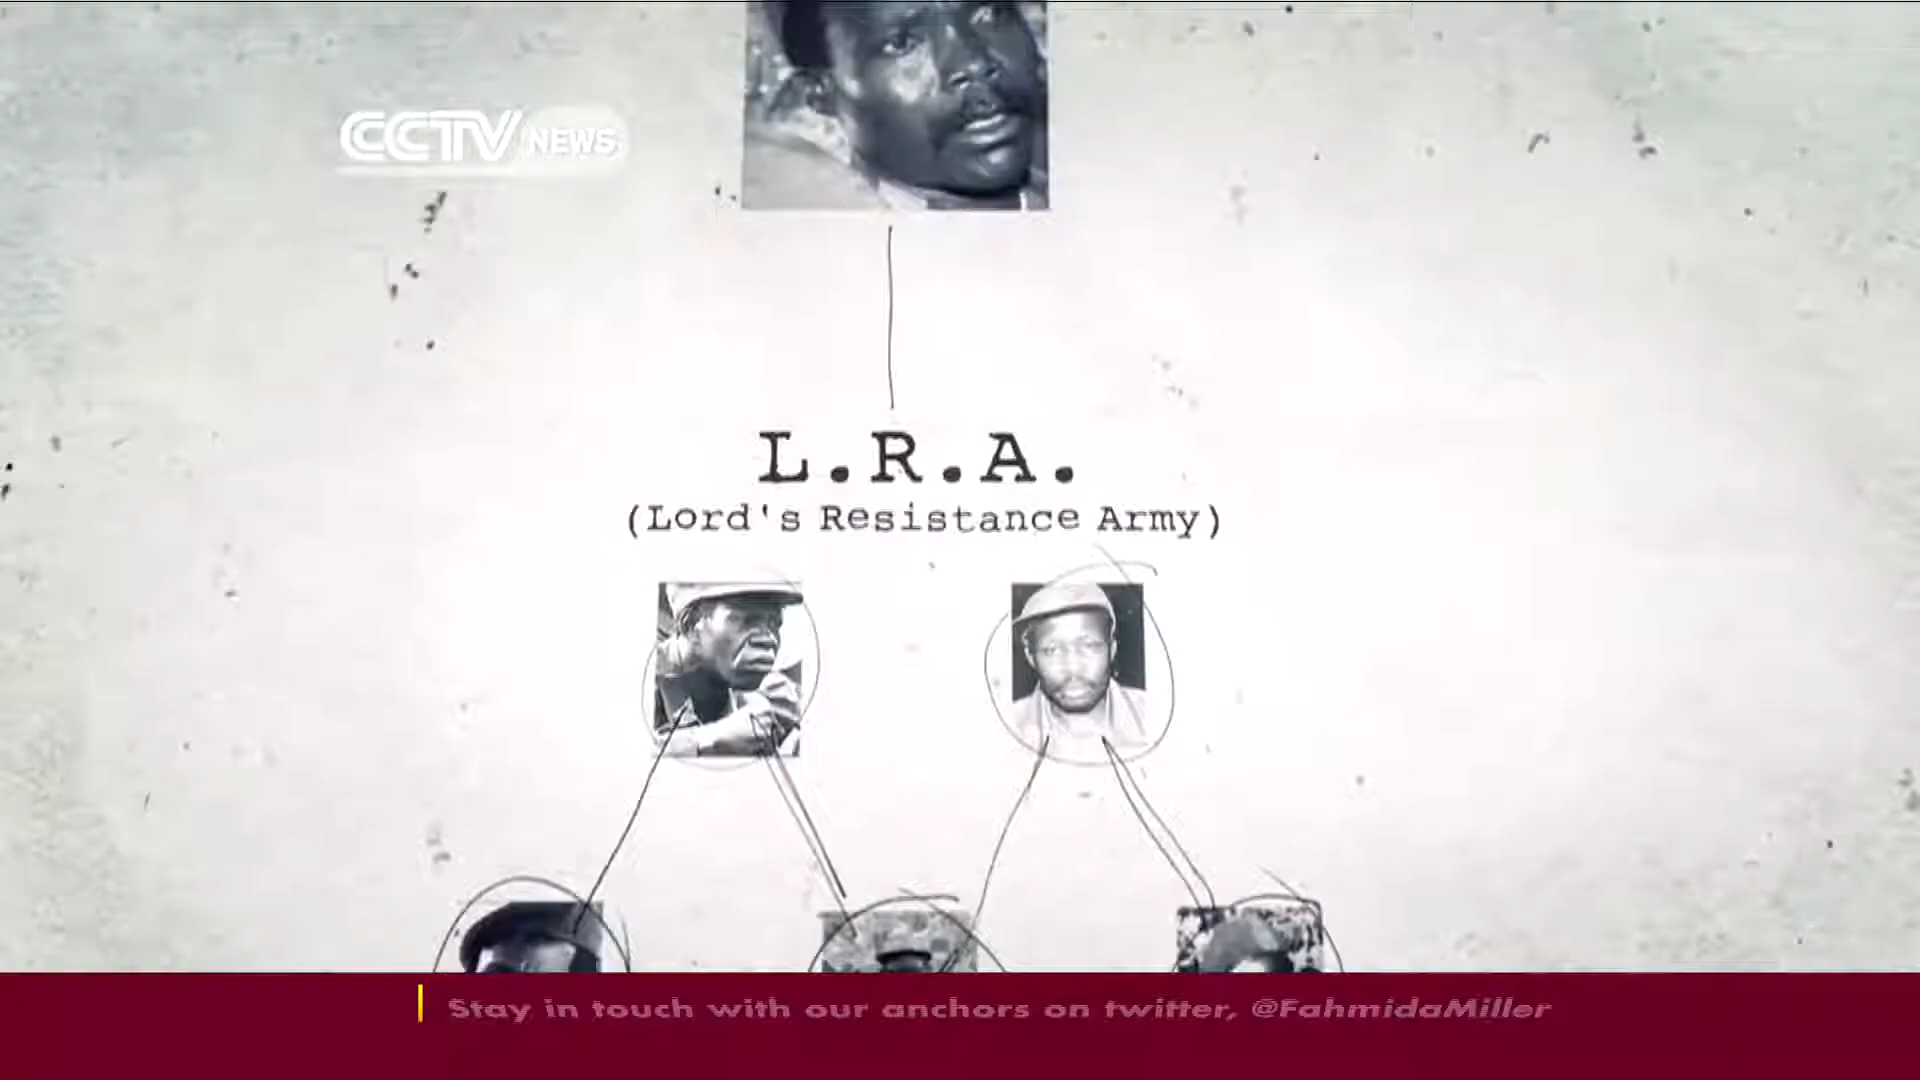 CCTV NEWS
L.R.A.
(Lord's Resistance Army)
Stay in touch with our anchors on twitter, @FahmidaMiller